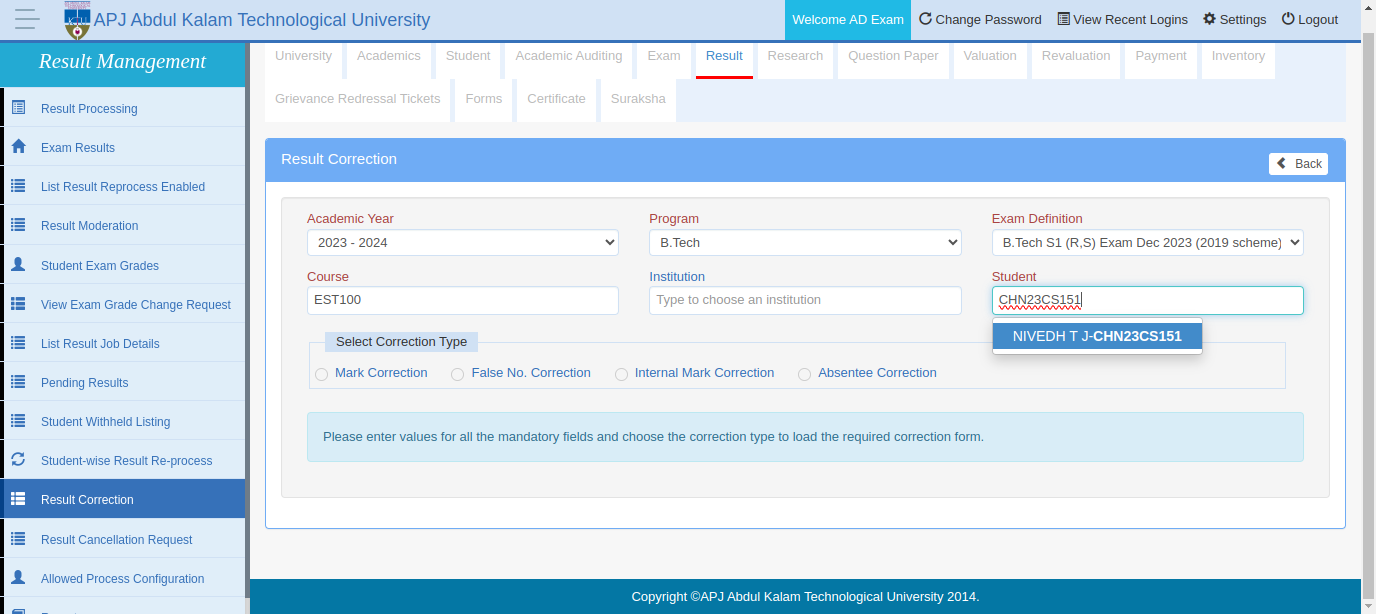 APJ Abdul Kalam Technological University
Welcome AD Exam
Change Password
View Recent Logins
Settings
Logout
Result Management
Result Processing
Exam Results
List Result Reprocess Enabled
Result Moderation
Student Exam Grades
View Exam Grade Change Request
List Result Job Details
Pending Results
Student Withheld Listing
Student-wise Result Re-process
Result Correction
Result Cancellation Request
Allowed Process Configuration
University Academics Student Academic Auditing Exam Result Research Question Paper Valuation Revaluation Payment Inventory
Grievance Redressal Tickets Forms Certificate Suraksha
Result Correction
Back
Academic Year Program Exam Definition
2023 - 2024 B.Tech B.Tech S1 (R,S) Exam Dec 2023 (2019 scheme)
Course Institution Student
EST100 Type to choose an institution CHN23CS151
NIVEDH T J-CHN23CS151
Select Correction Type
Mark Correction False No. Correction Internal Mark Correction Absentee Correction
Please enter values for all the mandatory fields and choose the correction type to load the required correction form.
Copyright ©APJ Abdul Kalam Technological University 2014.